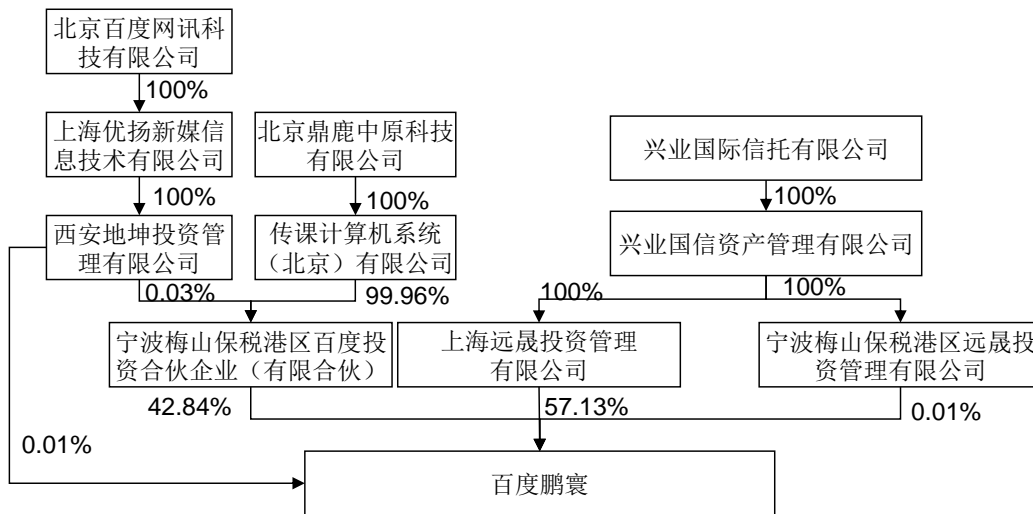 北京百度网讯科
技有限公司
100%
上海优扬新媒信
息技术有限公司
北京鼎鹿中原科技
有限公司
兴业国际信托有限公司
100%
100%
100%
西安地坤投资管
理有限公司
传课计算机系统
（北京）有限公司
兴业国信资产管理有限公司
0.03%
99.96%
100%
100%
宁波梅山保税港区百度投
资合伙企业（有限合伙）
上海远晟投资管理
有限公司
宁波梅山保税港区远晟投
资管理有限公司
42.84%
57.13%
0.01%
0.01%
百度鹏寰